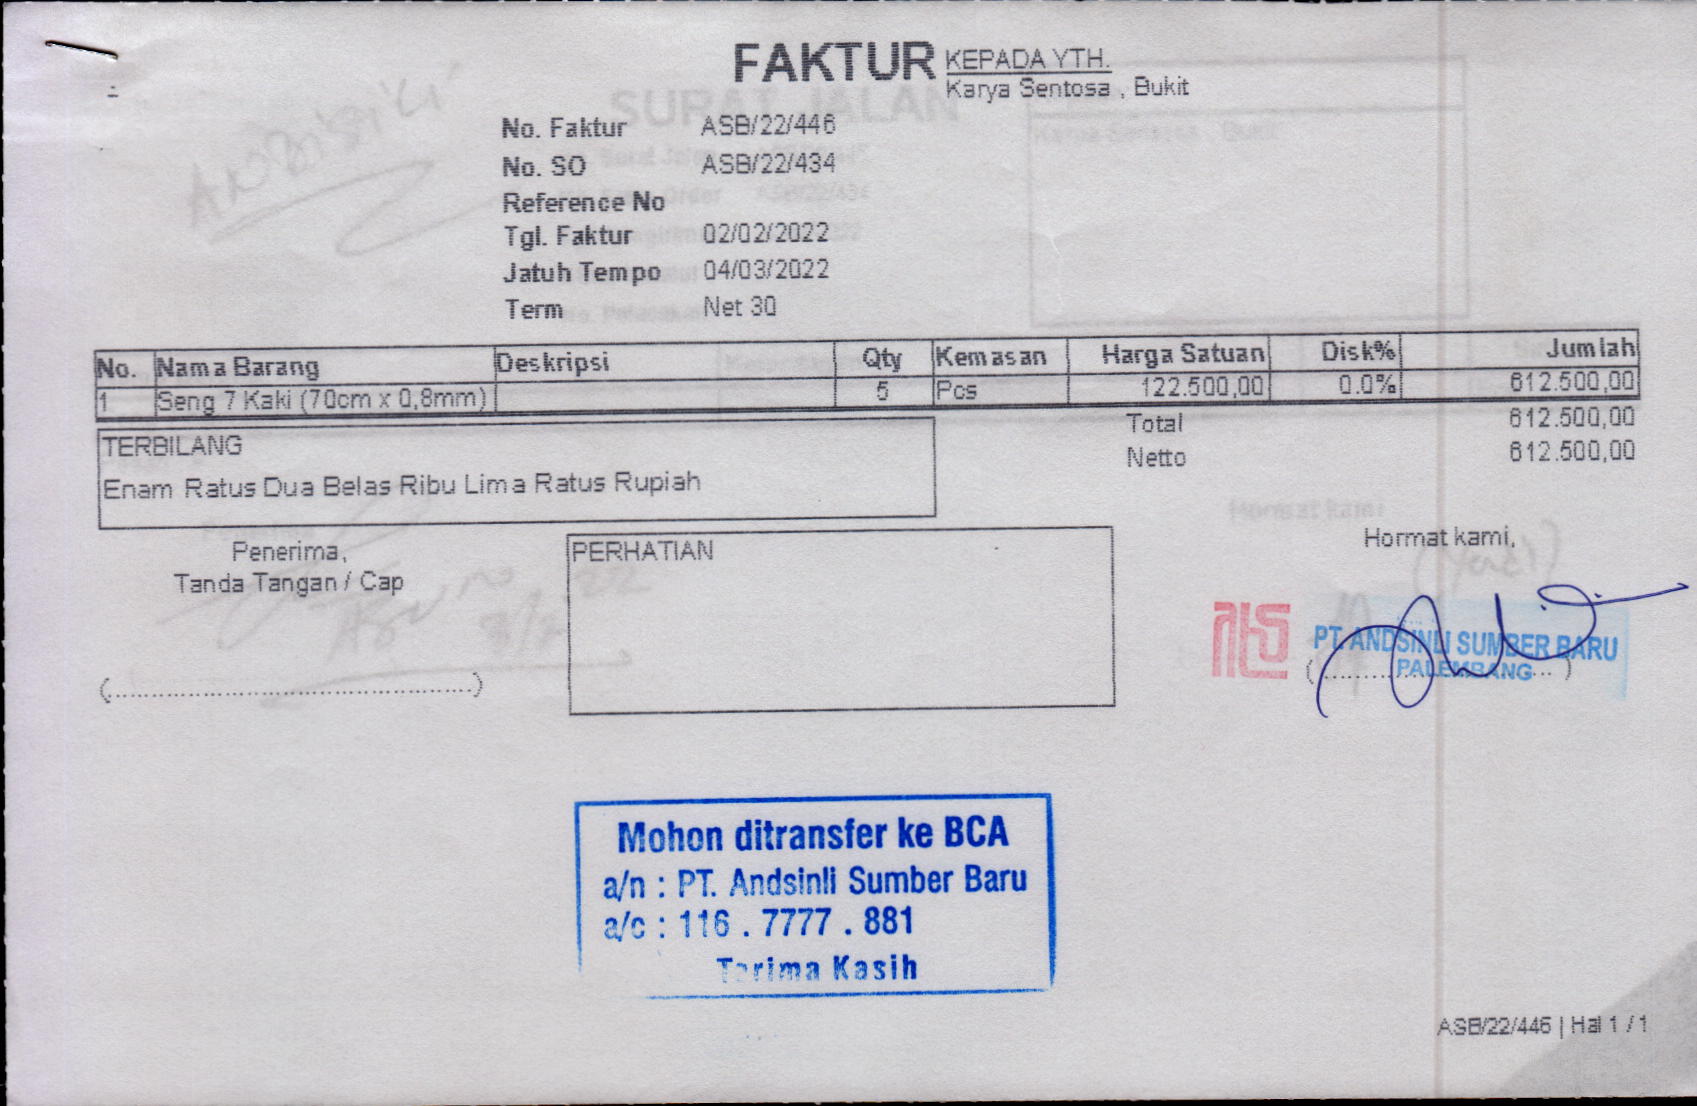 FAKTUR
KEPADA YTH.
Karya Sentosa , Bukit
No. Faktur ASB/22/446
No. SO ASB/22/434
Reference No
Tgl. Faktur 02/02/2022
Jatuh Tempo 04/03/2022
Term Net 30
No. Nama Barang Deskripsi Qty Kemasan Harga Satuan Disk% Jumlah
1 Seng 7 Kaki (70cm x 0,8mm) 5 Pcs 122.500,00 0.0% 612.500,00
Total 612.500,00
Netto 612.500,00
TERBILANG
Enam Ratus Dua Belas Ribu Lima Ratus Rupiah
Penerima,
Tanda Tangan / Cap
PERHATIAN
Hormat kami,
PT. ANDSINLI SUMBER BARU
PALEMBANG
Mohon ditransfer ke BCA
a/n : PT. Andsinli Sumber Baru
a/c : 116 . 7777 . 881
Terima Kasih
ASB/22/446 | Hal 1 / 1